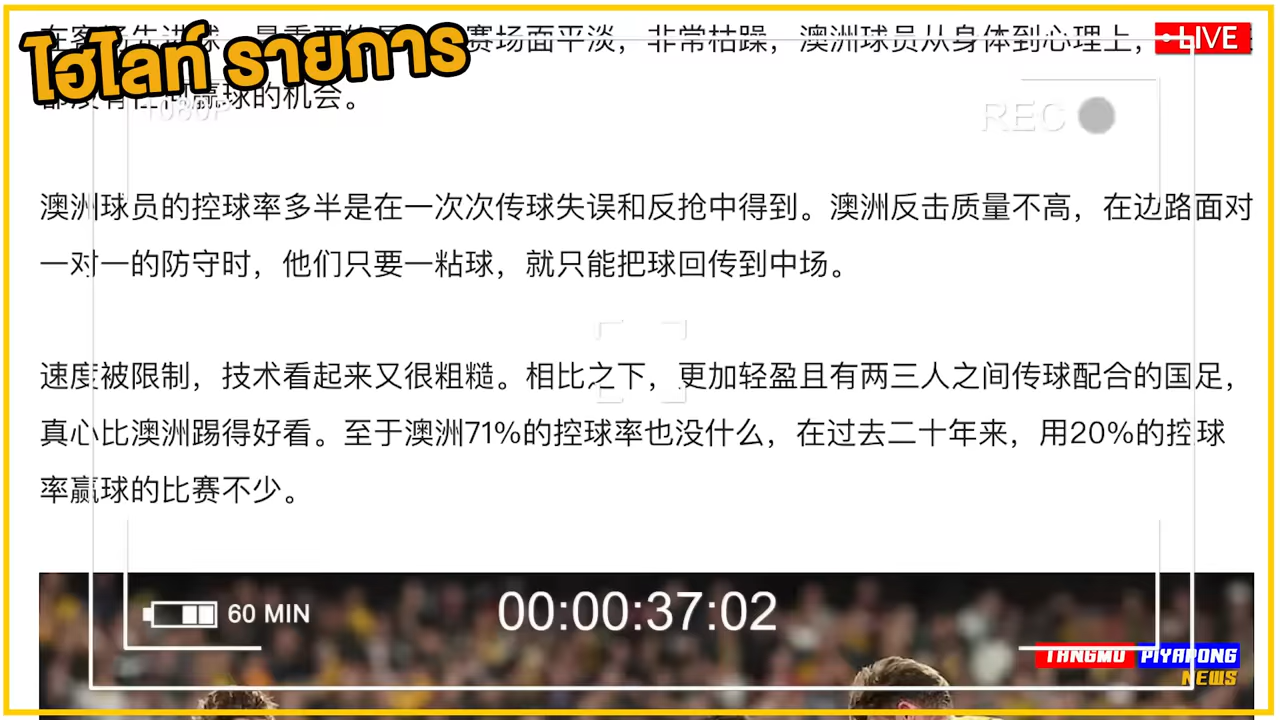 ไฮไลท์ รายการ
LIVE
赛场面平淡，非常枯躁，澳洲球员从身体到心理上，
赢球的机会。
1080P
REC
澳洲球员的控球率多半是在一次次传球失误和反抢中得到。澳洲反击质量不高，在边路面对
一对一的防守时，他们只要一粘球，就只能把球回传到中场。
速度被限制，技术看起来又很粗糙。相比之下，更加轻盈且有两三人之间传球配合的国足，
真心比澳洲踢得好看。至于澳洲71%的控球率也没什么，在过去二十年来，用20%的控球
率赢球的比赛不少。
60 MIN
00:00:37:02
TANGMO PIYAPONG
NEWS